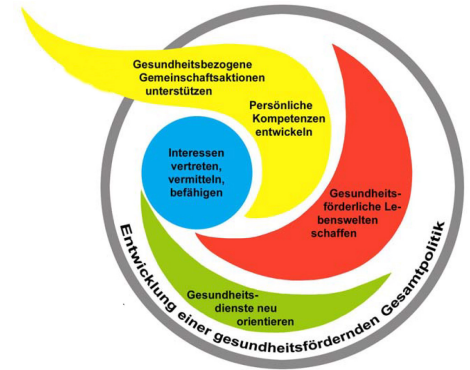 Gesundheitsbezogene
Gemeinschaftsaktionen
unterstützen
Persönliche
Kompetenzen
entwickeln
Interessen
vertreten,
vermitteln,
befähigen
Gesundheits-
förderliche Le-
benswelten
schaffen
Gesundheits-
dienste neu
orientieren
Entwicklung einer gesundheitsfördernden Gesamtpolitik